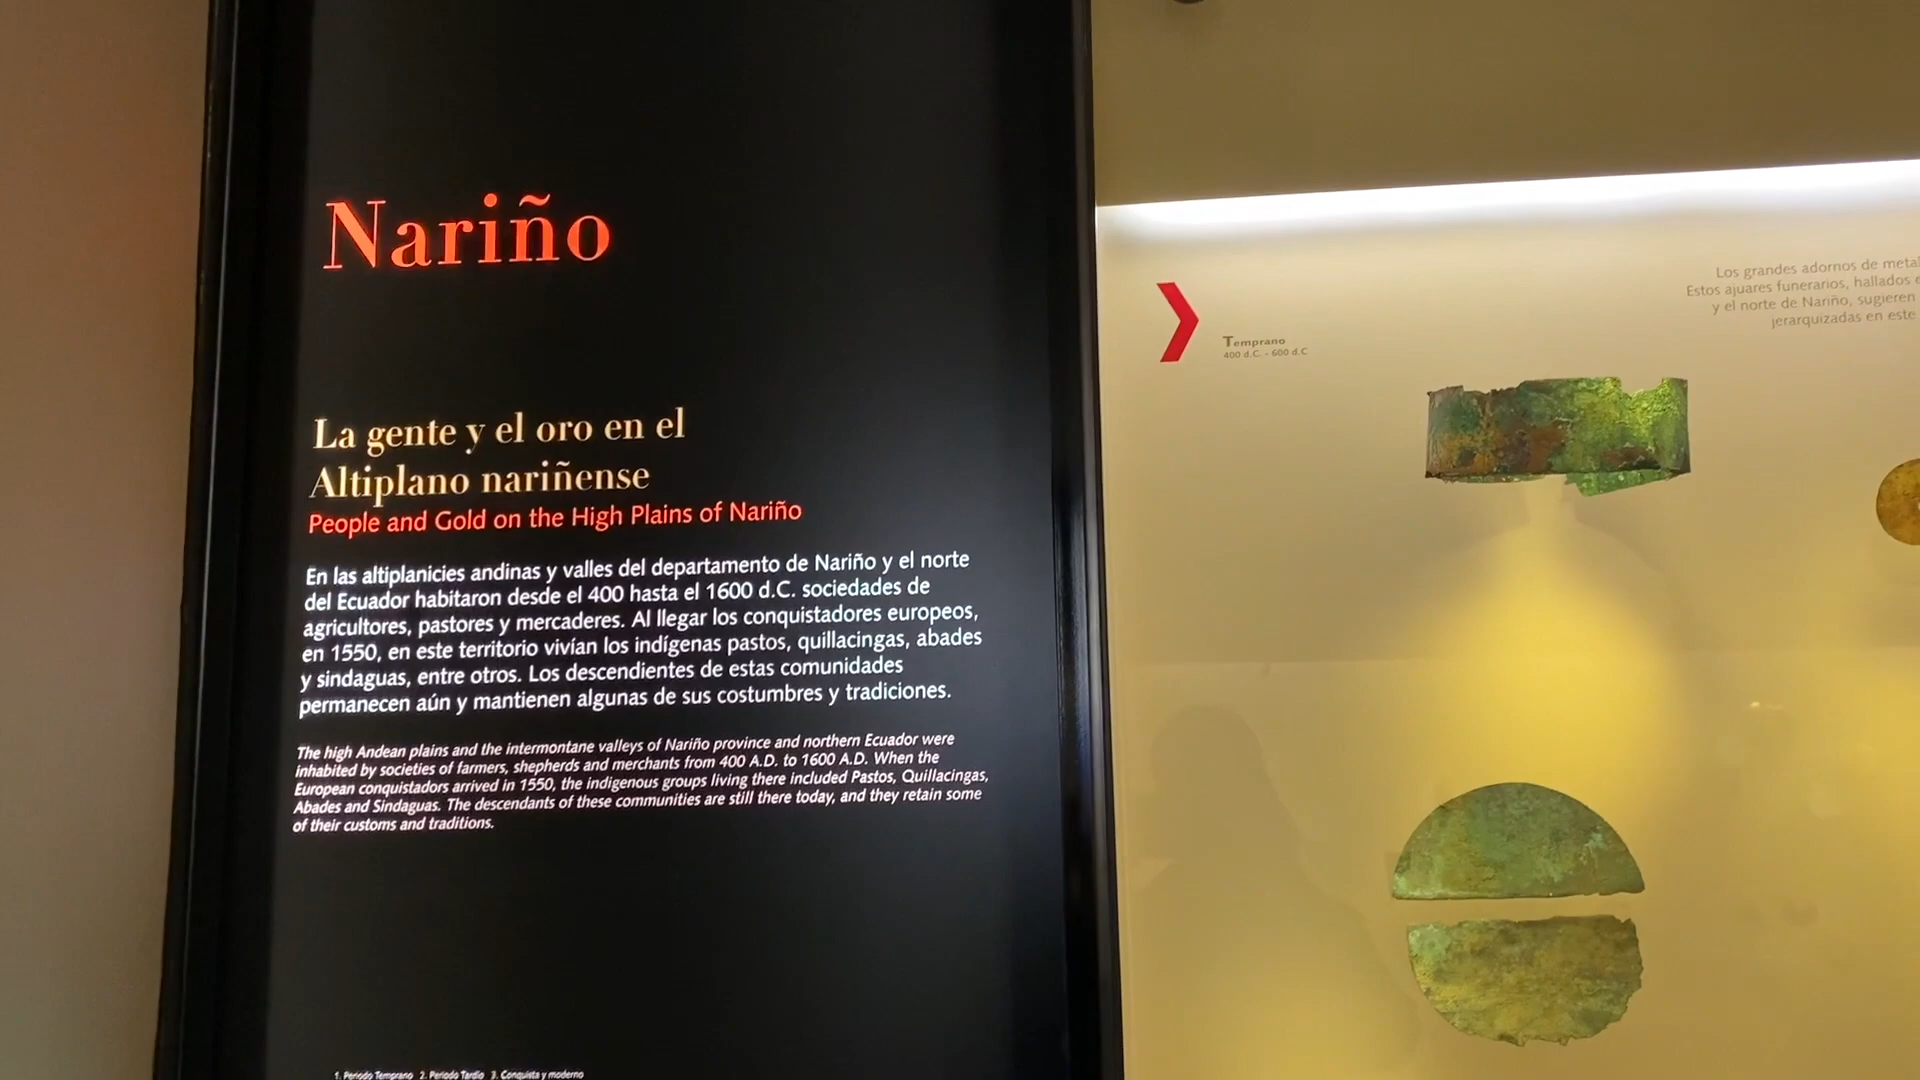 Nariño
La gente y el oro en el
Altiplano nariñense
People and Gold on the High Plains of Nariño
En las altiplanicies andinas y valles del departamento de Nariño y el norte
del Ecuador habitaron desde el 400 hasta el 1600 d.C. sociedades de
agricultores, pastores y mercaderes. Al llegar los conquistadores europeos,
en 1550, en este territorio vivían los indígenas pastos, quillacingas, abades
y sindaguas, entre otros. Los descendientes de estas comunidades
permanecen aún y mantienen algunas de sus costumbres y tradiciones.
The high Andean plains and the intermontane valleys of Nariño province and northern Ecuador were
inhabited by societies of farmers, shepherds and merchants from 400 A.D. to 1600 A.D. When the
European conquistadors arrived in 1550, the indigenous groups living there included Pastos, Quillacingas,
Abades and Sindaguas. The descendants of these communities are still there today, and they retain some
of their customs and traditions.
1. Periodo Temprano 2. Periodo Tardío 3. Conquista y moderno
Temprano
400 d.C. - 600 d.C
Los grandes adornos de metal
Estos ajuares funerarios, hallados e
y el norte de Nariño, sugieren
jerarquizadas en este